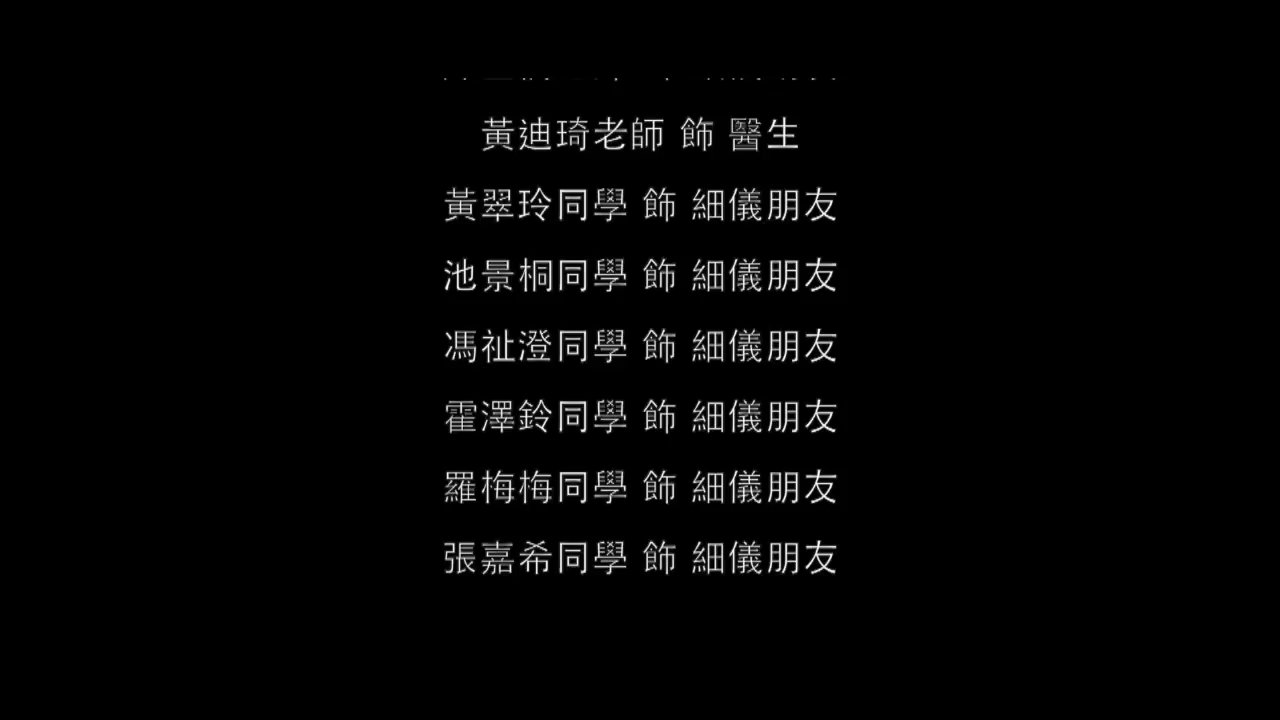 黃迪琦老師 飾 醫生
黃翠玲同學 飾 細儀朋友
池景桐同學 飾 細儀朋友
馮祉澄同學 飾 細儀朋友
霍澤鈴同學 飾 細儀朋友
羅梅梅同學 飾 細儀朋友
張嘉希同學 飾 細儀朋友